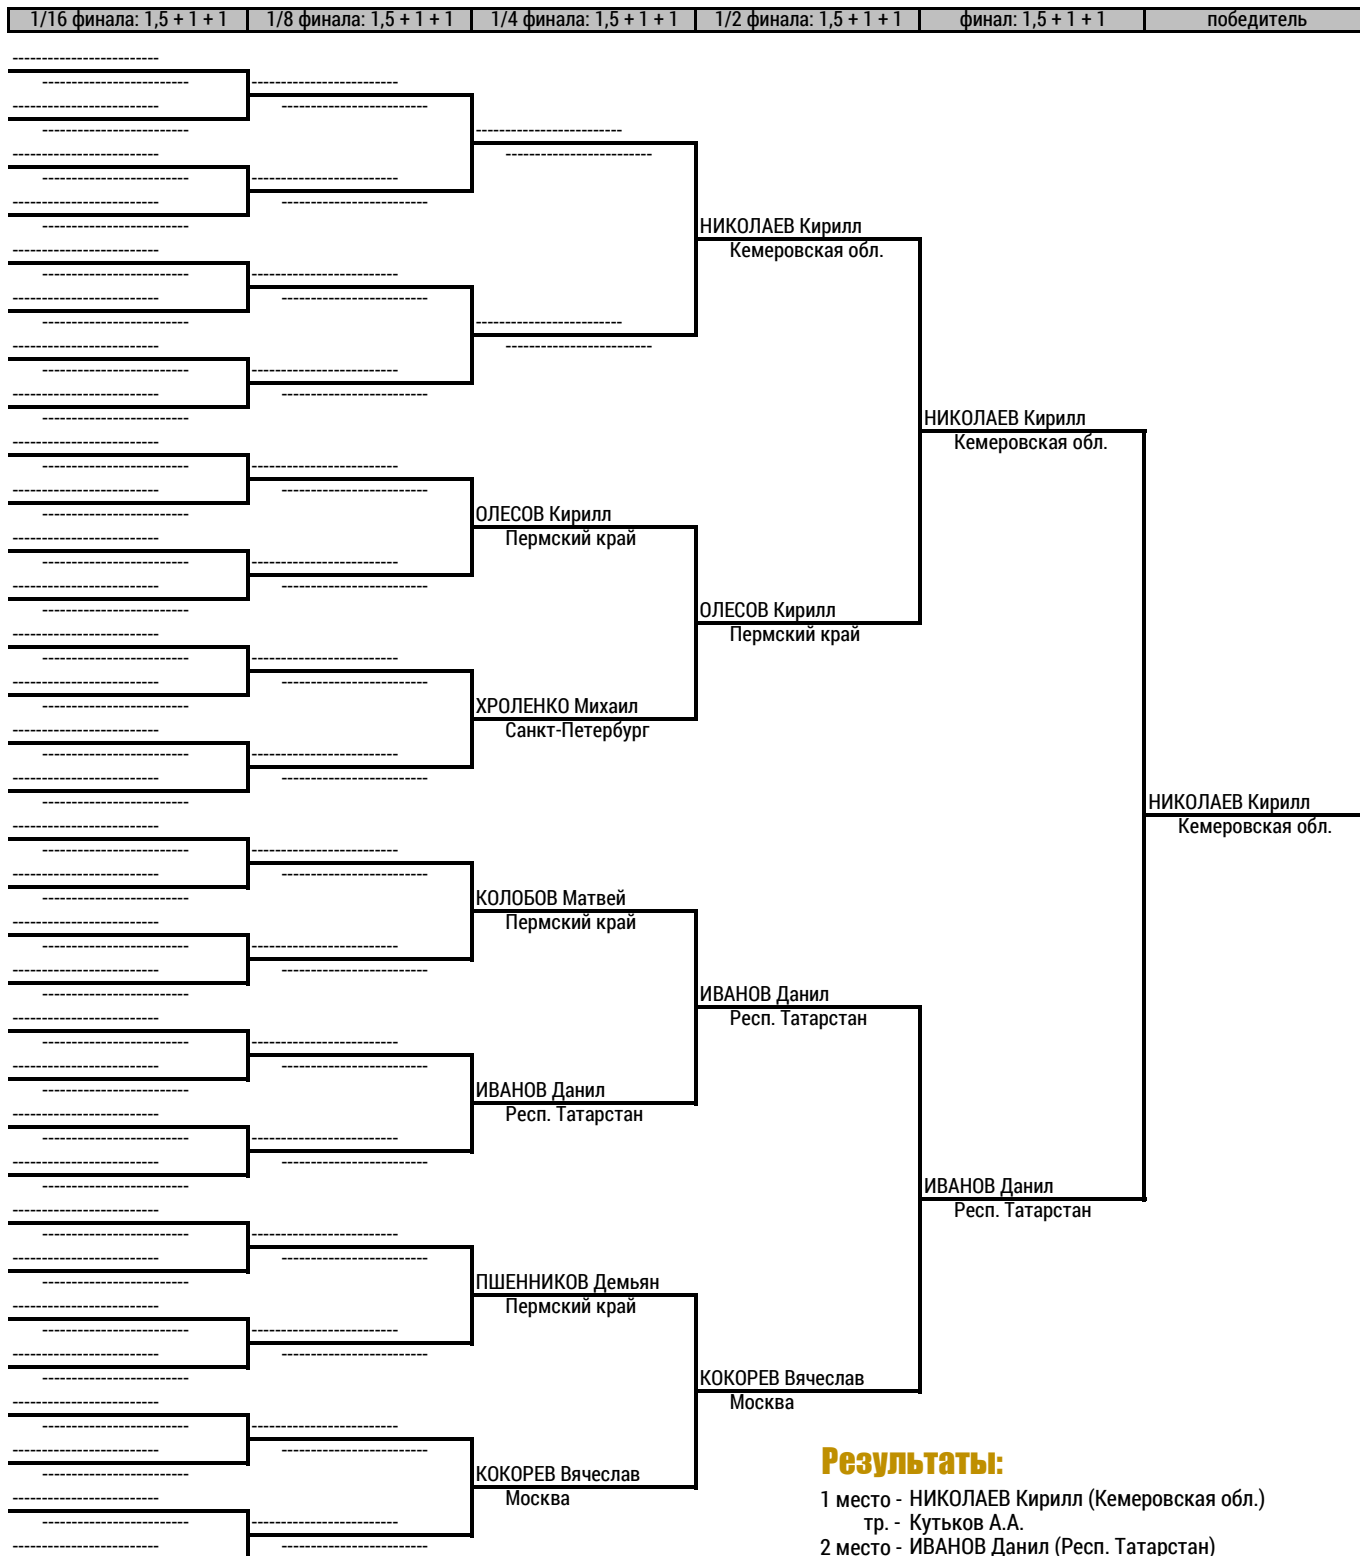 1/16 финала: 1,5 + 1 + 1
1/8 финала: 1,5 + 1 + 1
1/4 финала: 1,5 + 1 + 1
1/2 финала: 1,5 + 1 + 1
финал: 1,5 + 1 + 1
победитель
НИКОЛАЕВ Кирилл
Кемеровская обл.
НИКОЛАЕВ Кирилл
Кемеровская обл.
ОЛЕСОВ Кирилл
Пермский край
ОЛЕСОВ Кирилл
Пермский край
ХРОЛЕНКО Михаил
Санкт-Петербург
НИКОЛАЕВ Кирилл
Кемеровская обл.
КОЛОБОВ Матвей
Пермский край
ИВАНОВ Данил
Респ. Татарстан
ИВАНОВ Данил
Респ. Татарстан
ИВАНОВ Данил
Респ. Татарстан
ПШЕННИКОВ Демьян
Пермский край
КОКОРЕВ Вячеслав
Москва
КОКОРЕВ Вячеслав
Москва
Результаты:
1 место - НИКОЛАЕВ Кирилл (Кемеровская обл.)
тр. - Кутьков А.А.
2 место - ИВАНОВ Данил (Респ. Татарстан)